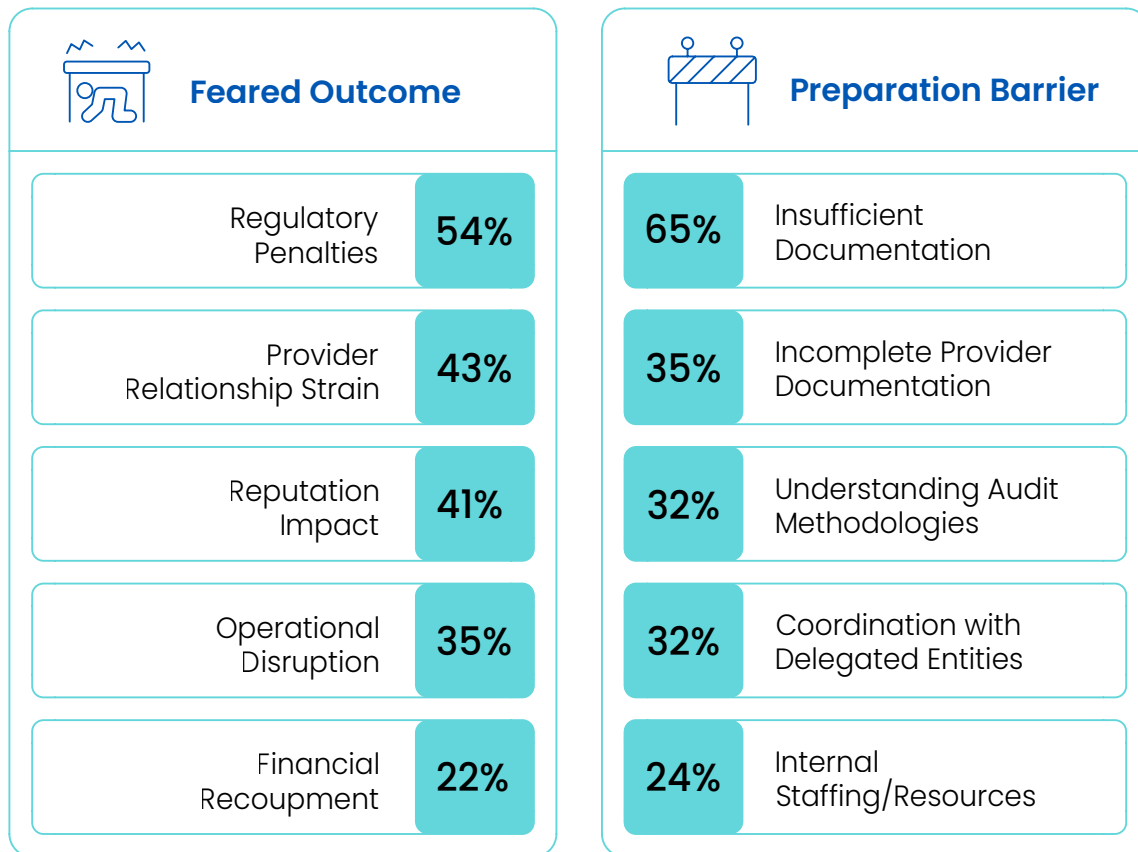 Feared Outcome
Regulatory
Penalties
54%
Provider
Relationship Strain
43%
Reputation
Impact
41%
Operational
Disruption
35%
Financial
Recoupment
22%
Preparation Barrier
65%
Insufficient
Documentation
35%
Incomplete Provider
Documentation
32%
Understanding Audit
Methodologies
32%
Coordination with
Delegated Entities
24%
Internal
Staffing/Resources